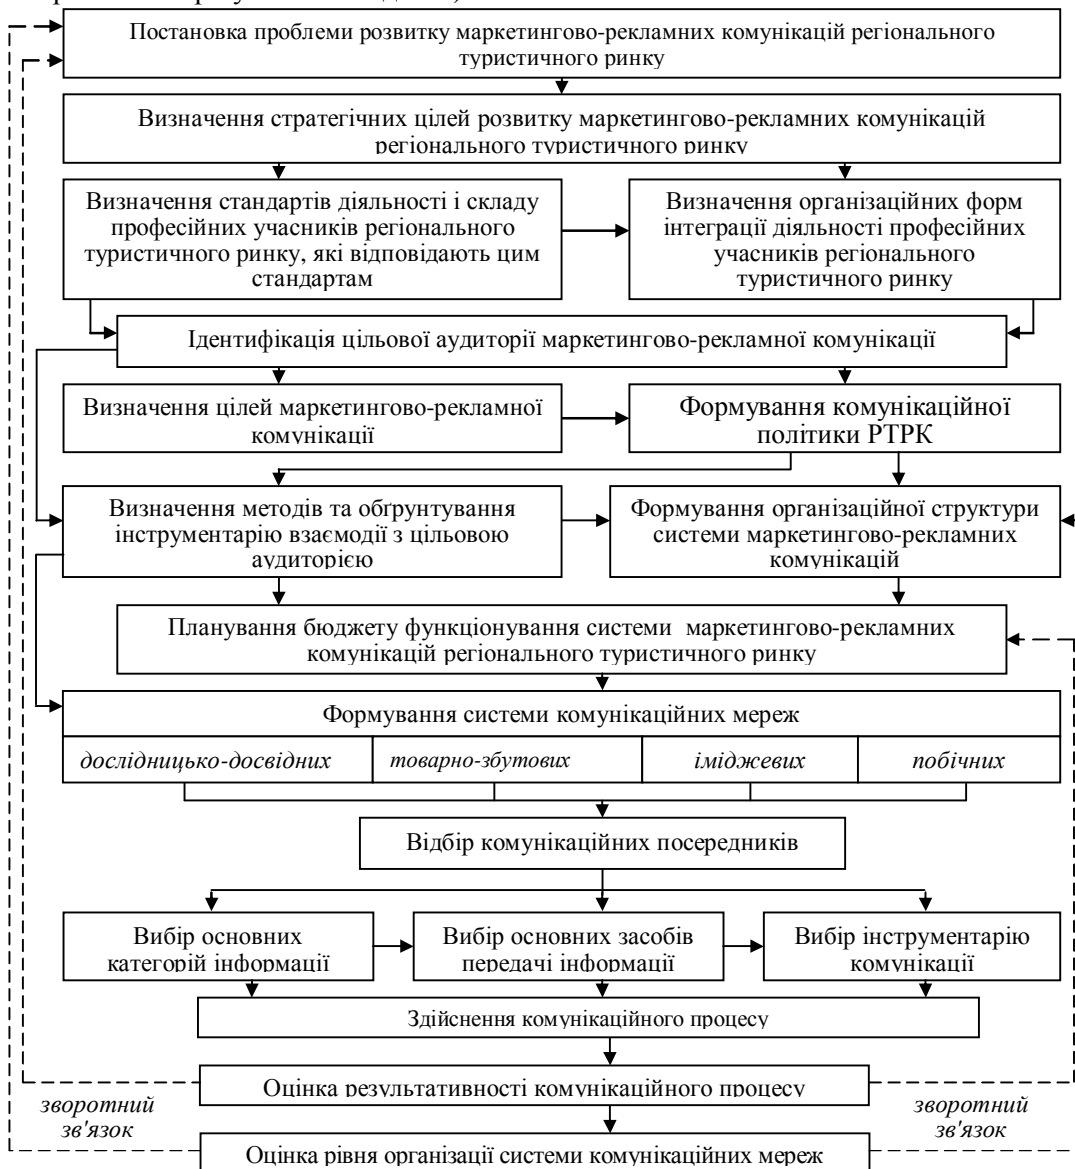 Постановка проблеми розвитку маркетингово-рекламних комунікацій регіонального
туристичного ринку
Визначення стратегічних цілей розвитку маркетингово-рекламних комунікацій
регіонального туристичного ринку
Визначення стандартів діяльності і складу
професійних учасників регіонального
туристичного ринку, які відповідають цим
стандартам
Визначення організаційних форм
інтеграції діяльності професійних
учасників регіонального
туристичного ринку
Ідентифікація цільової аудиторії маркетингово-рекламної комунікації
Визначення цілей маркетингово-рекламної
комунікації
Формування комунікаційної
політики РТРК
Визначення методів та обґрунтування
інструментарію взаємодії з цільовою
аудиторією
Формування організаційної структури
системи маркетингово-рекламних
комунікацій
Планування бюджету функціонування системи маркетингово-рекламних
комунікацій регіонального туристичного ринку
Формування системи комунікаційних мереж
дослідницько-досвідних
товарно-збутових
іміджевих
побічних
Відбір комунікаційних посередників
Вибір основних
категорій інформації
Вибір основних засобів
передачі інформації
Вибір інструментарію
комунікації
Здійснення комунікаційного процесу
Оцінка результативності комунікаційного процесу
зворотний
зв'язок
зворотний
зв'язок
Оцінка рівня організації системи комунікаційних мереж